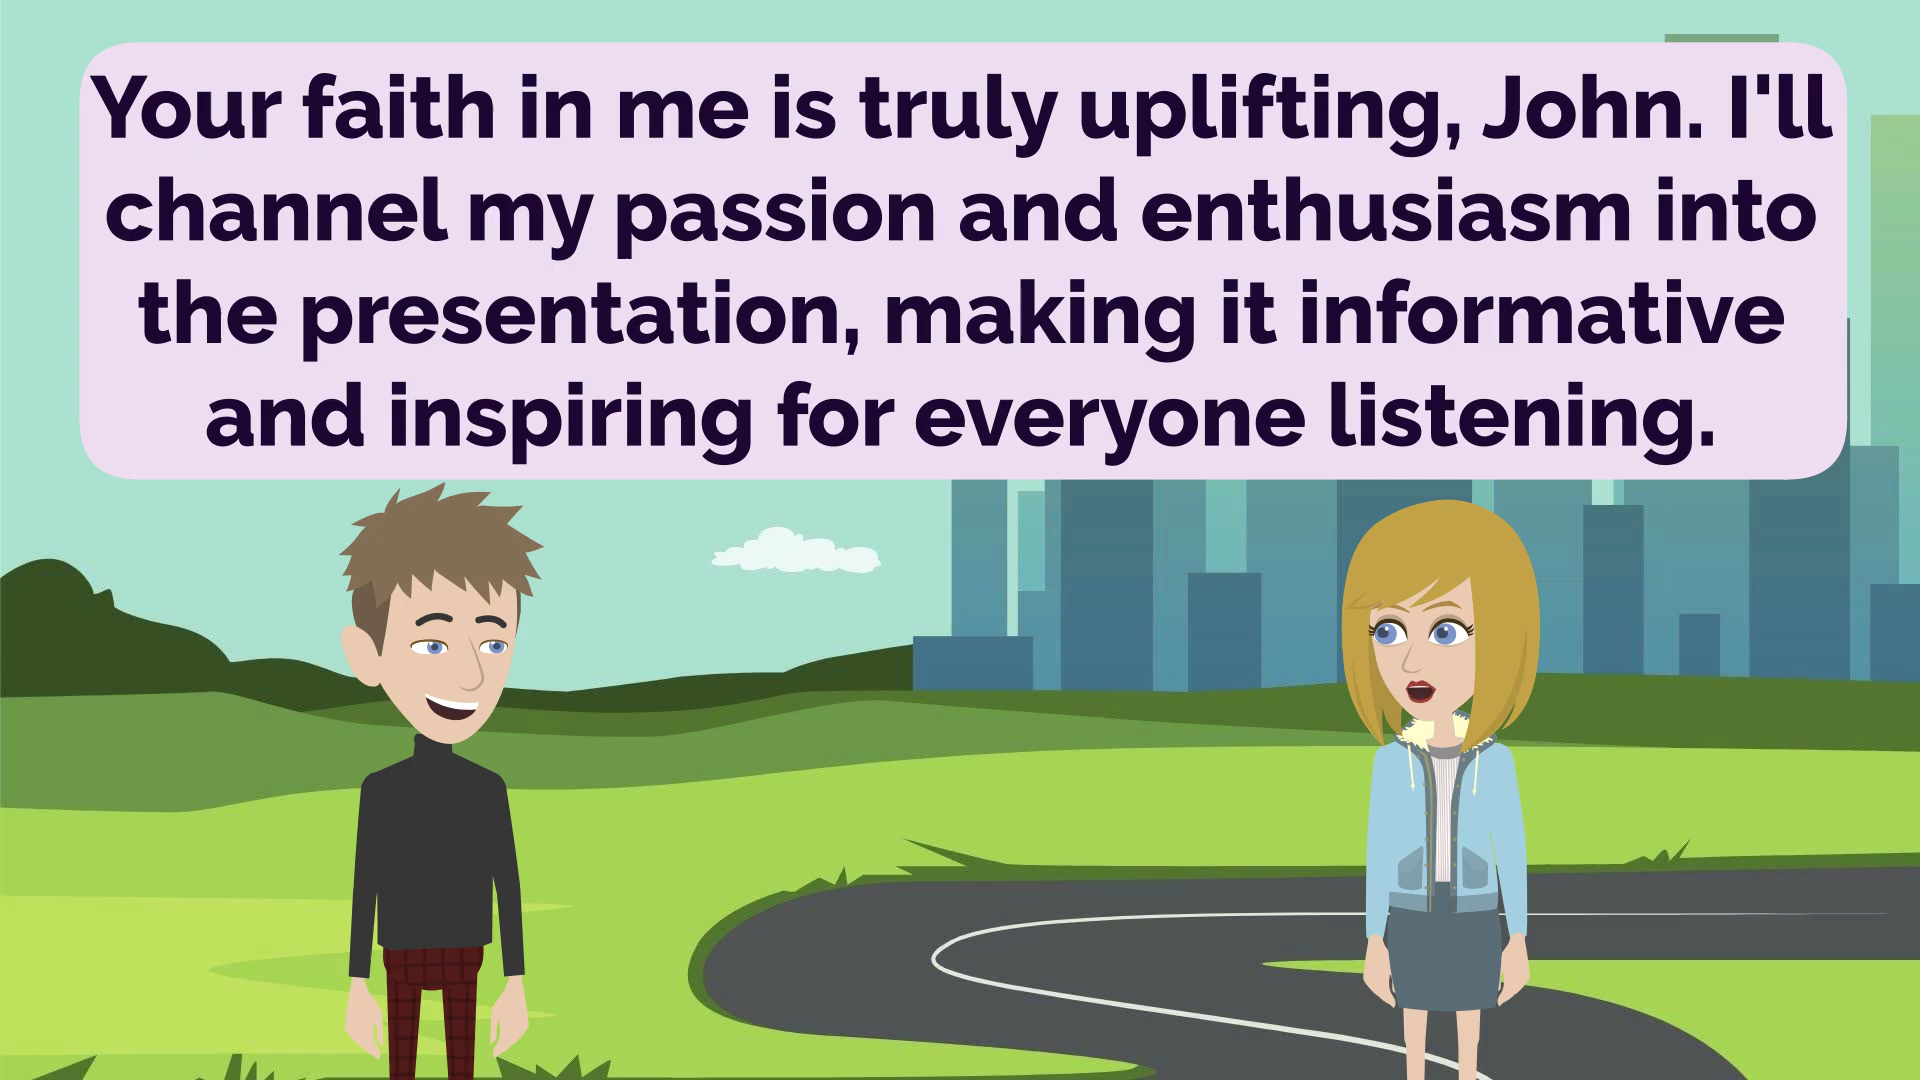 Your faith in me is truly uplifting, John. I'll
channel my passion and enthusiasm into
the presentation, making it informative
and inspiring for everyone listening.